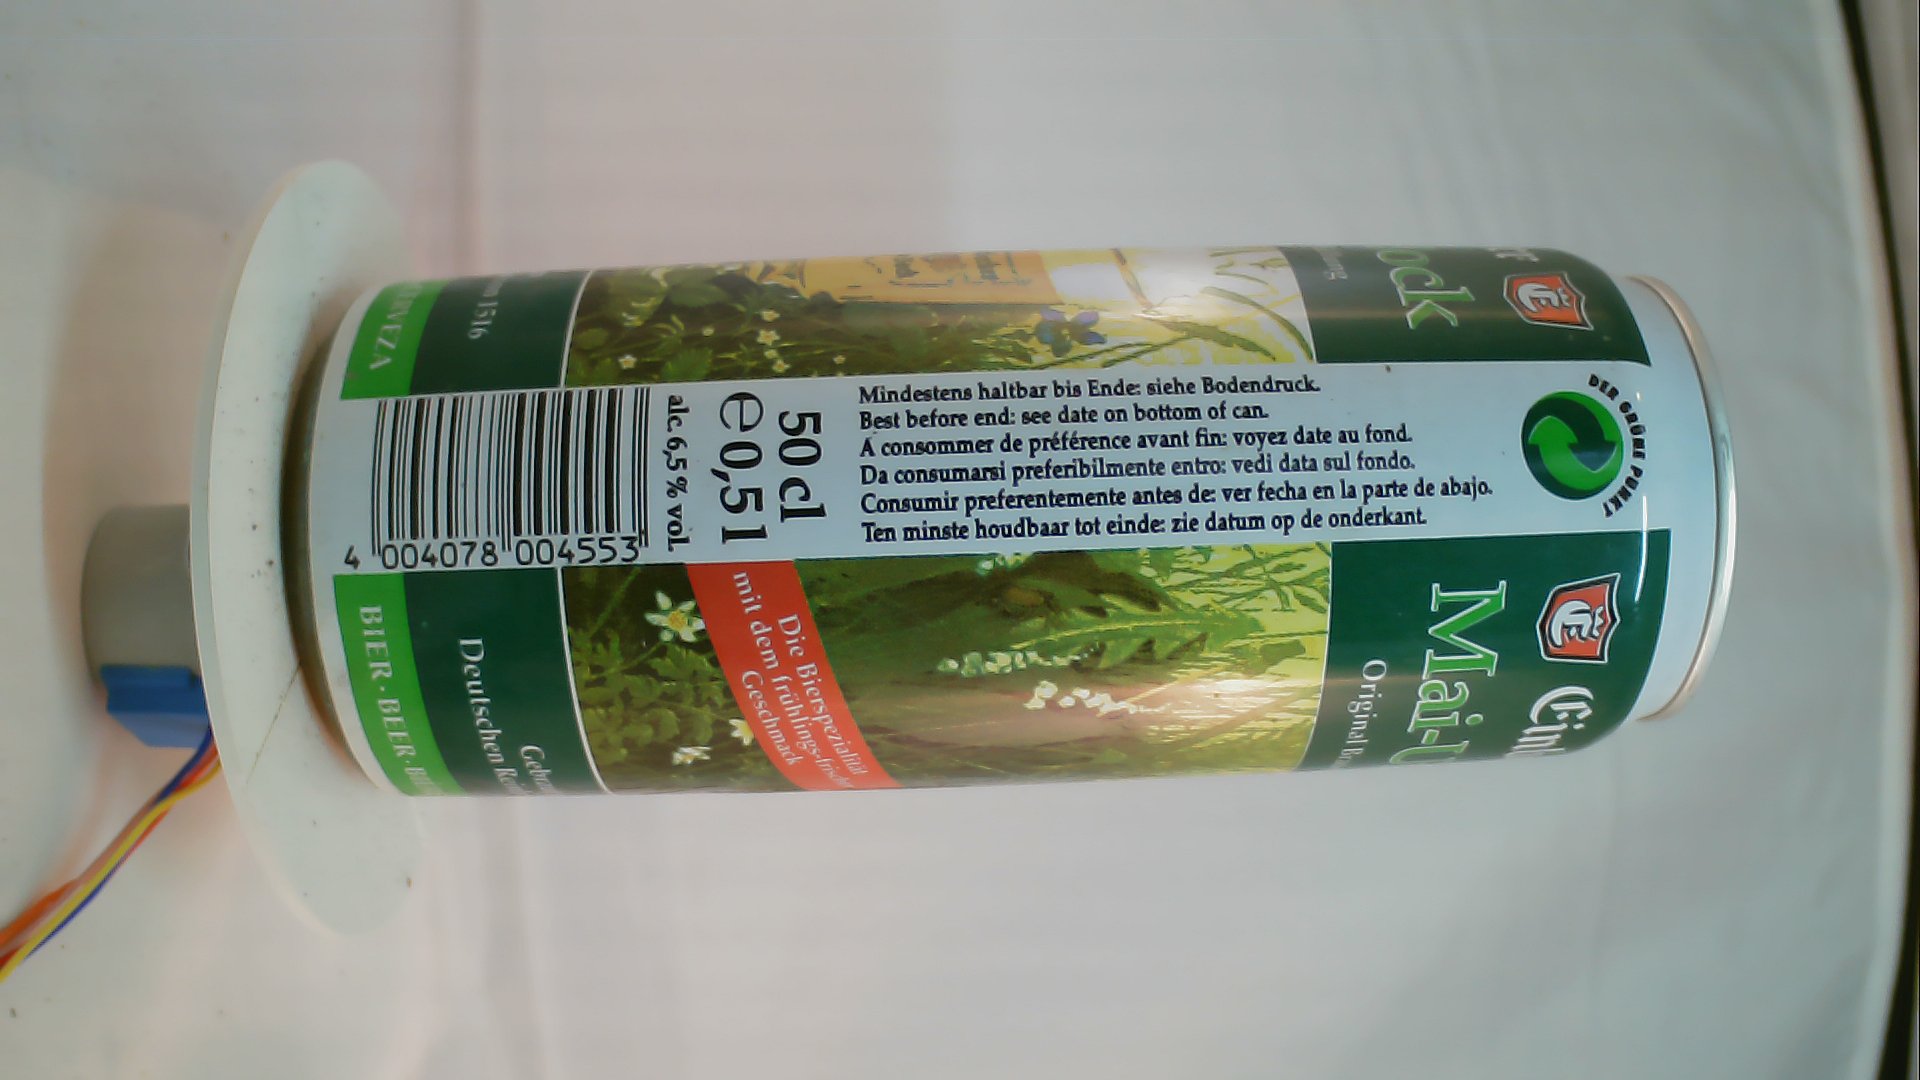 Mindestens haltbar bis Ende: siehe Bodendruck.
Best before end: see date on bottom of can.
A consommer de préférence avant fin: voyez date au fond.
Da consumarsi preferibilmente entro: vedi data sul fondo.
Consumir preferentemente antes de: ver fecha en la parte de abajo.
Ten minste houdbaar tot einde: zie datum op de onderkant.
DER GRÜNE PUNKT
50 cl
e 0,5 l
alc. 6,5 % vol.
4 004078 004553
ock
1516
Mai-
Original
Die Bierspezialität
mit dem frühlings-frischen
Geschmack
Deutschen
BIER · BEER ·